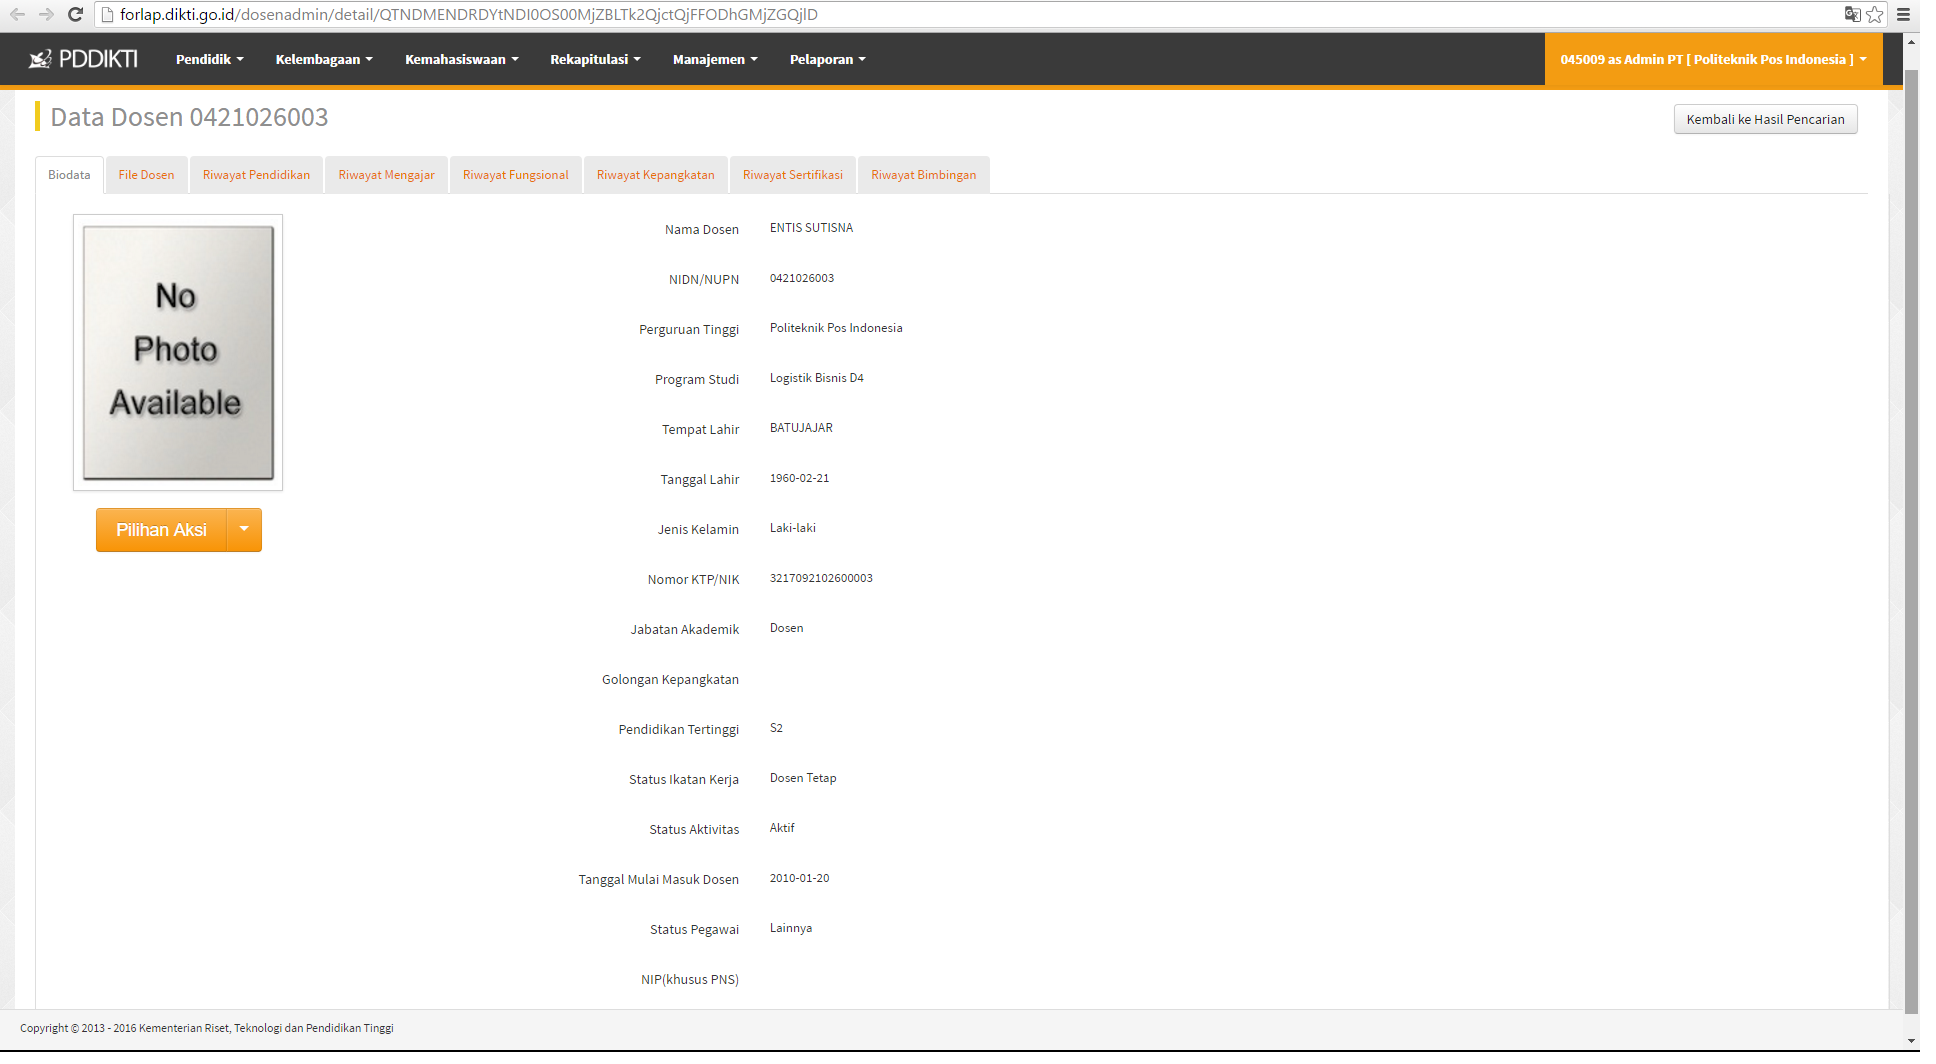 forlap.dikti.go.id/dosenadmin/detail/QTNDMENDRDYtNDI0OS00MjZBLTk2QjctQjFFODhGMjZGQjlD
PDDIKTI Pendidik Kelembagaan Kemahasiswaan Rekapitulasi Manajemen Pelaporan 045009 as Admin PT [ Politeknik Pos Indonesia ]
Data Dosen 0421026003 Kembali ke Hasil Pencarian
Biodata File Dosen Riwayat Pendidikan Riwayat Mengajar Riwayat Fungsional Riwayat Kepangkatan Riwayat Sertifikasi Riwayat Bimbingan
No
Photo
Available
Pilihan Aksi
Nama Dosen ENTIS SUTISNA
NIDN/NUPN 0421026003
Perguruan Tinggi Politeknik Pos Indonesia
Program Studi Logistik Bisnis D4
Tempat Lahir BATUJAJAR
Tanggal Lahir 1960-02-21
Jenis Kelamin Laki-laki
Nomor KTP/NIK 3217092102600003
Jabatan Akademik Dosen
Golongan Kepangkatan
Pendidikan Tertinggi S2
Status Ikatan Kerja Dosen Tetap
Status Aktivitas Aktif
Tanggal Mulai Masuk Dosen 2010-01-20
Status Pegawai Lainnya
NIP(khusus PNS)
Copyright © 2013 - 2016 Kementerian Riset, Teknologi dan Pendidikan Tinggi